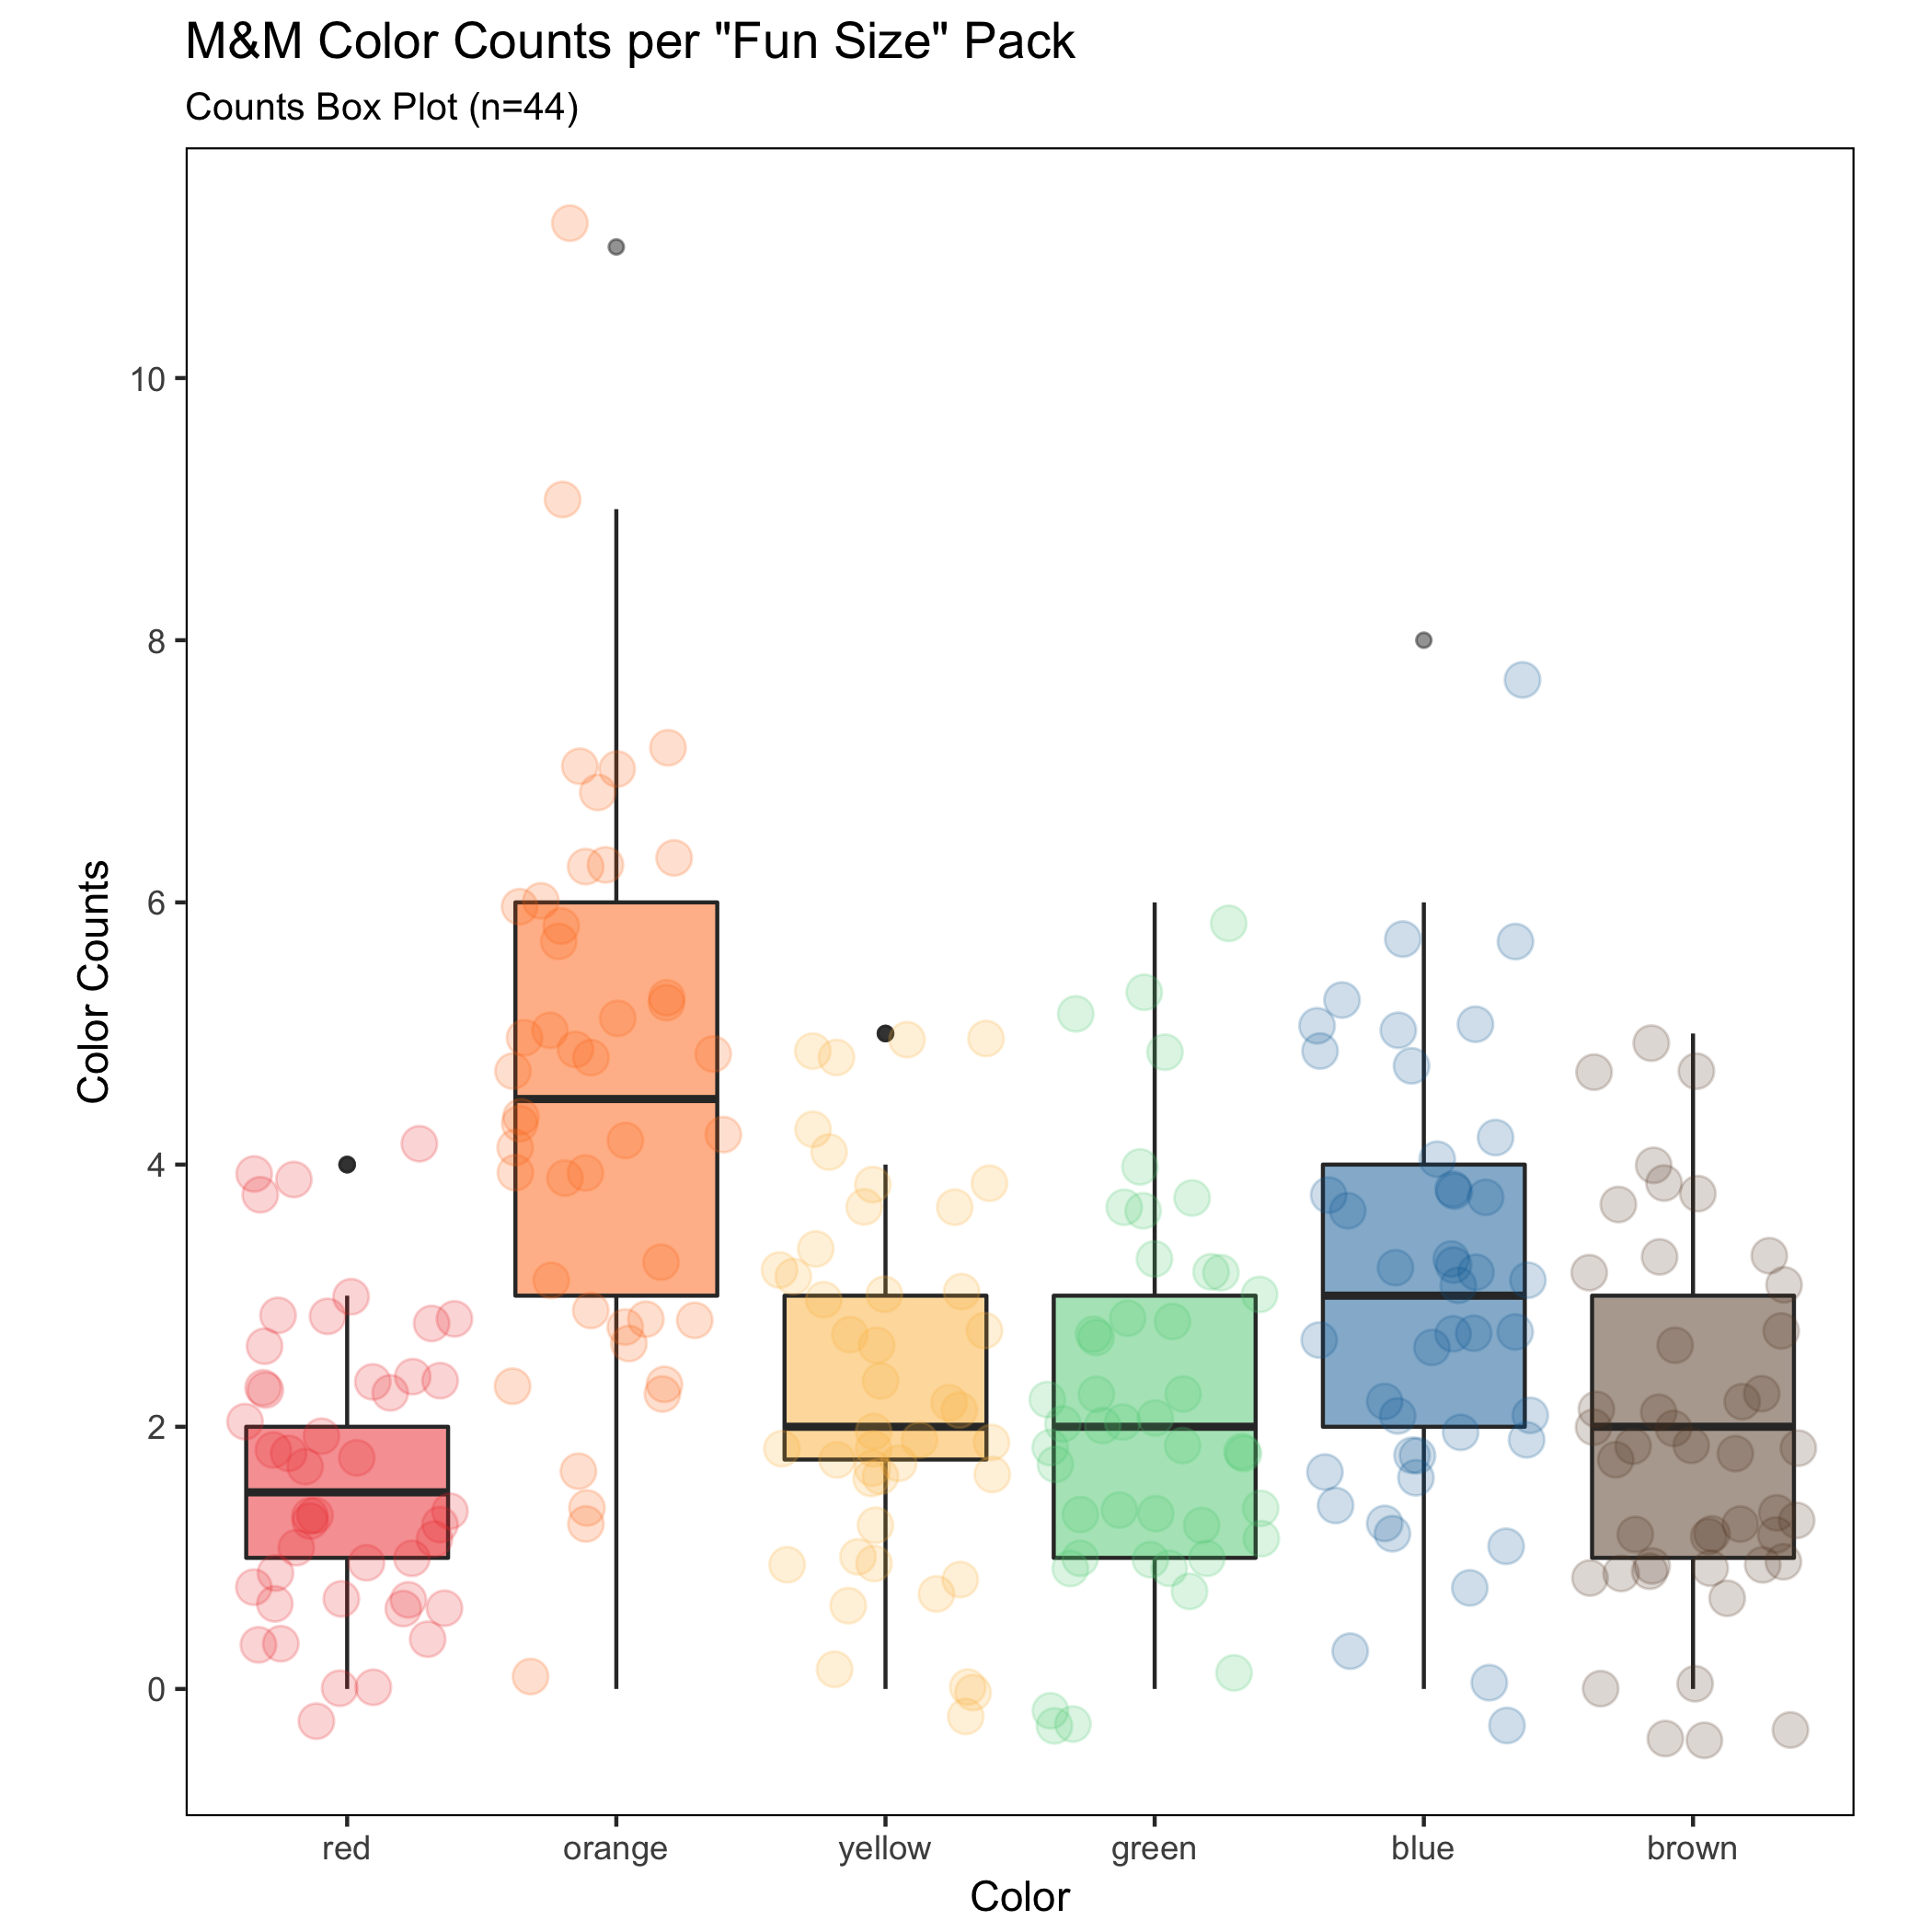 M&M Color Counts per "Fun Size" Pack
Counts Box Plot (n=44)
Color Counts
10
8
6
4
2
0
red orange yellow green blue brown
Color